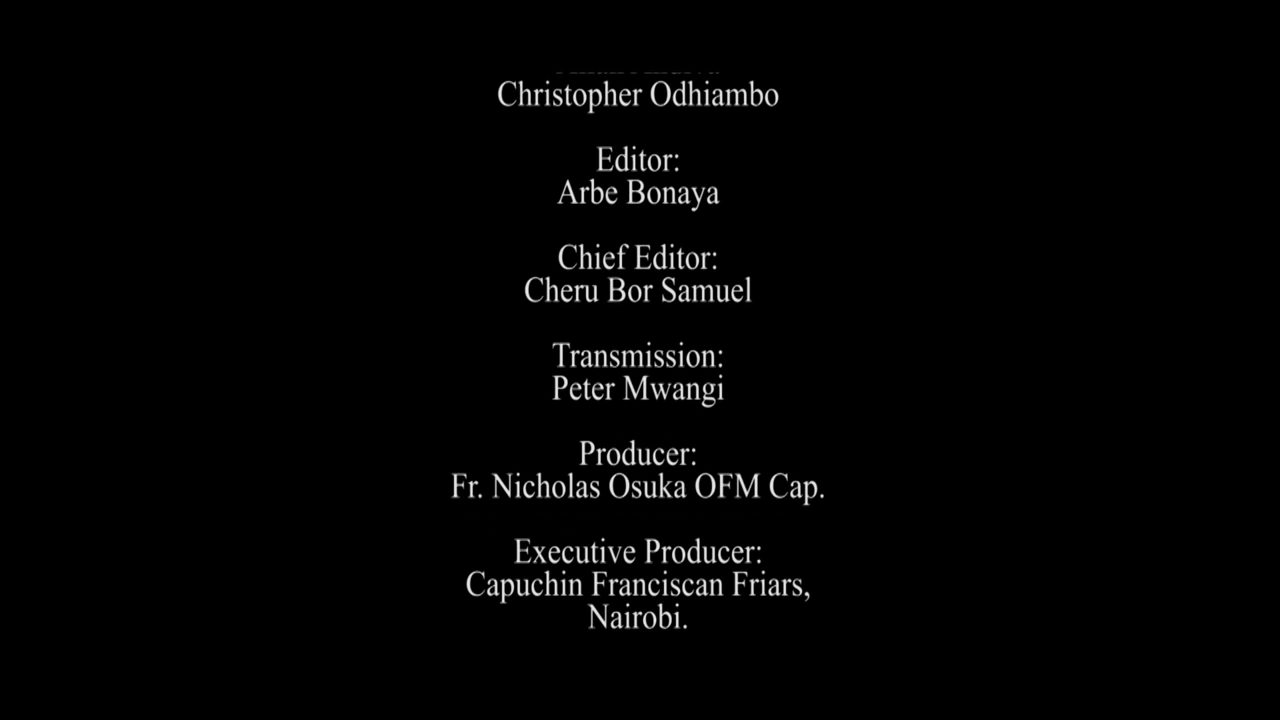 Christopher Odhiambo
Editor:
Arbe Bonaya
Chief Editor:
Cheru Bor Samuel
Transmission:
Peter Mwangi
Producer:
Fr. Nicholas Osuka OFM Cap.
Executive Producer:
Capuchin Franciscan Friars,
Nairobi.